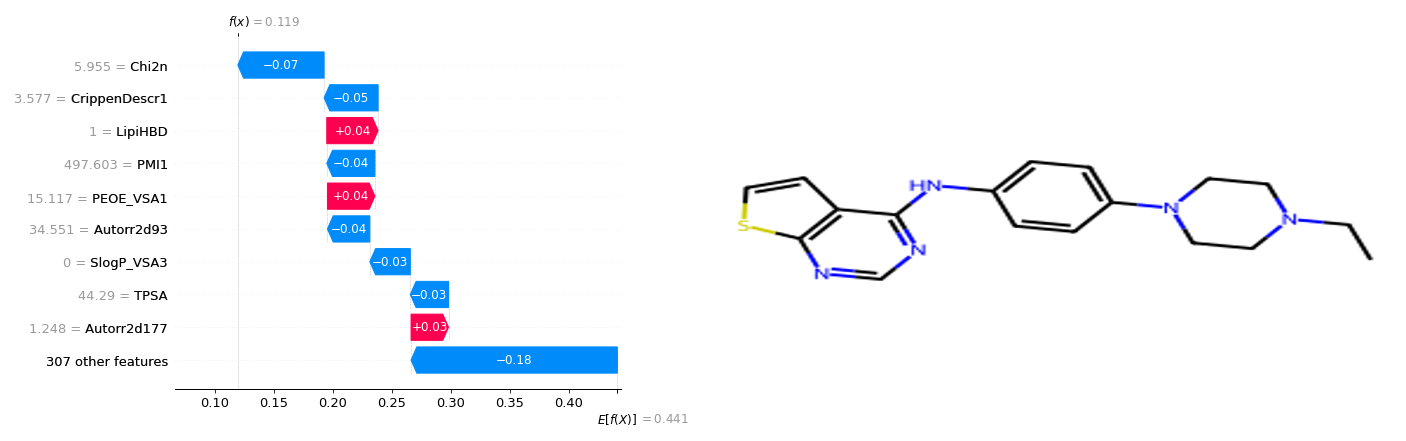 f(x) = 0.119
5.955 = Chi2n −0.07
3.577 = CrippenDescr1 −0.05
1 = LipiHBD +0.04
497.603 = PMI1 −0.04
15.117 = PEOE_VSA1 +0.04
34.551 = Autorr2d93 −0.04
0 = SlogP_VSA3 −0.03
44.29 = TPSA −0.03
1.248 = Autorr2d177 +0.03
307 other features −0.18
0.10 0.15 0.20 0.25 0.30 0.35 0.40
E[f(X)] = 0.441
HN
N
N
S
N
N